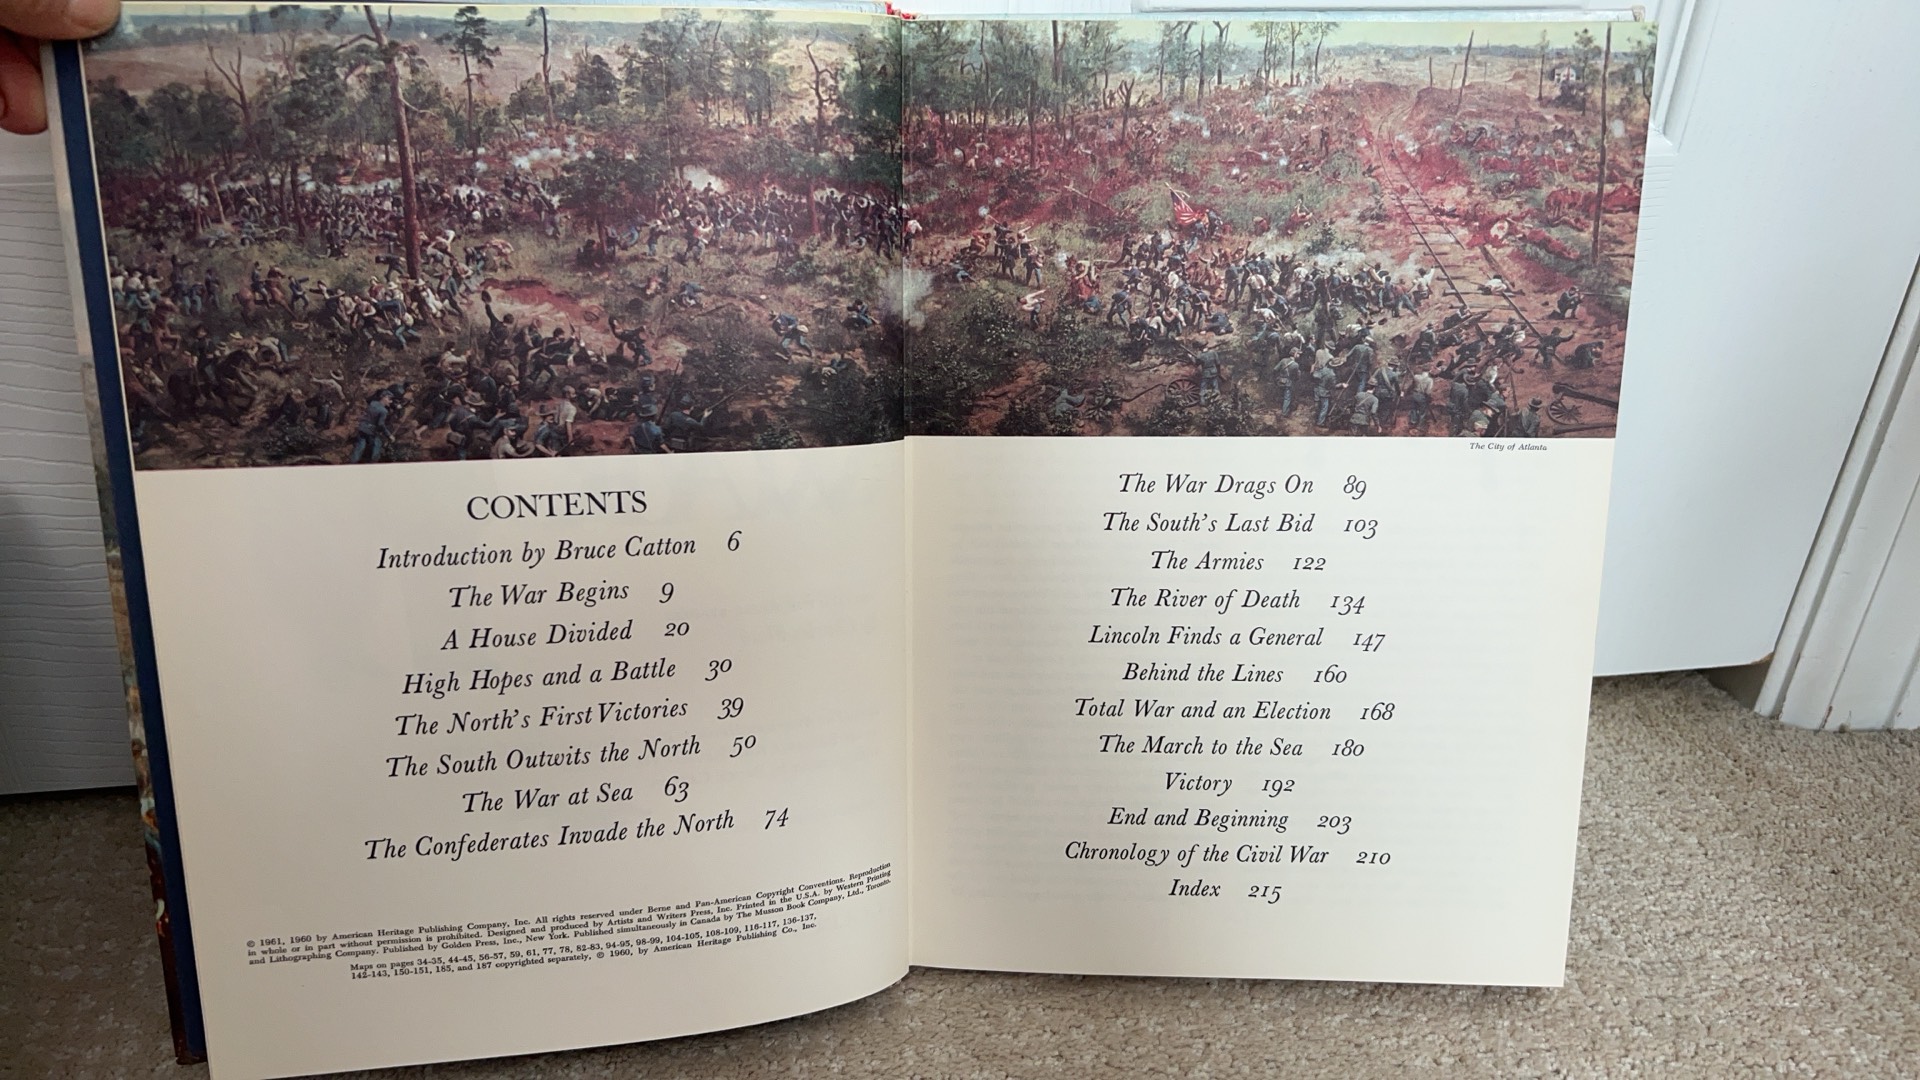 CONTENTS
Introduction by Bruce Catton 6
The War Begins 9
A House Divided 20
High Hopes and a Battle 30
The North's First Victories 39
The South Outwits the North 50
The War at Sea 63
The Confederates Invade the North 74
© 1961, 1960 by American Heritage Publishing Company, Inc. All rights reserved under Berne and Pan-American Copyright Conventions. Reproduction
in whole or in part without permission is prohibited. Designed and produced by Artists and Writers Press, Inc. Printed in the U.S.A. by Western Printing
and Lithographing Company. Published by Golden Press, Inc., New York. Published simultaneously in Canada by The Musson Book Company, Ltd., Toronto.
Maps on pages 34-35, 44-45, 56-57, 59, 61, 77, 78, 82-83, 94-95, 98-99, 104-105, 108-109, 116-117, 136-137,
142-143, 150-151, 185, and 187 copyrighted separately, © 1960, by American Heritage Publishing Co., Inc.
The City of Atlanta
The War Drags On 89
The South's Last Bid 103
The Armies 122
The River of Death 134
Lincoln Finds a General 147
Behind the Lines 160
Total War and an Election 168
The March to the Sea 180
Victory 192
End and Beginning 203
Chronology of the Civil War 210
Index 215